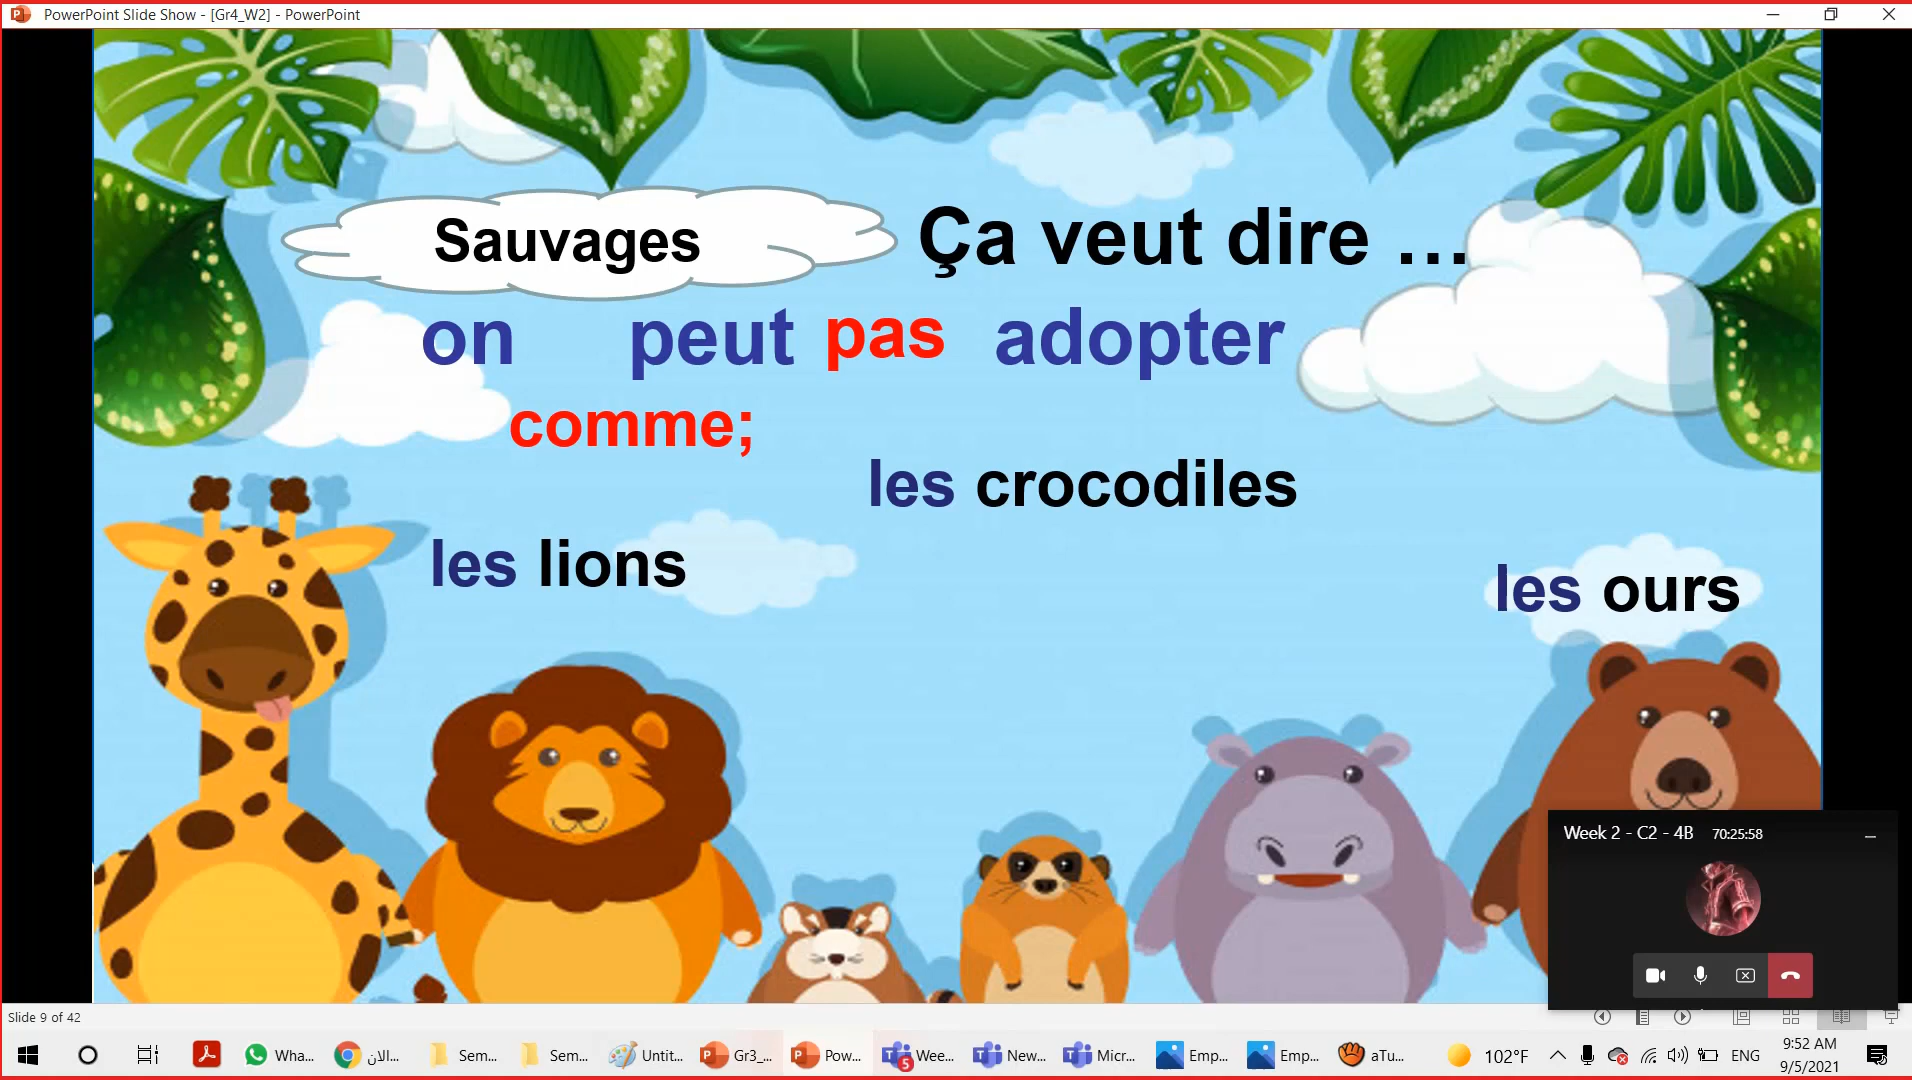 PowerPoint Slide Show - [Gr4_W2] - PowerPoint
Sauvages Ça veut dire ...
on peut pas adopter
comme;
les crocodiles
les lions
les ours
Week 2 - C2 - 4B 70:25:58
Slide 9 of 42
Wha... الان... Sem... Sem... Untit... Gr3_... Pow... 5 Wee... New... Micr... Emp... Emp... aTu... 102°F ENG
9:52 AM
9/5/2021